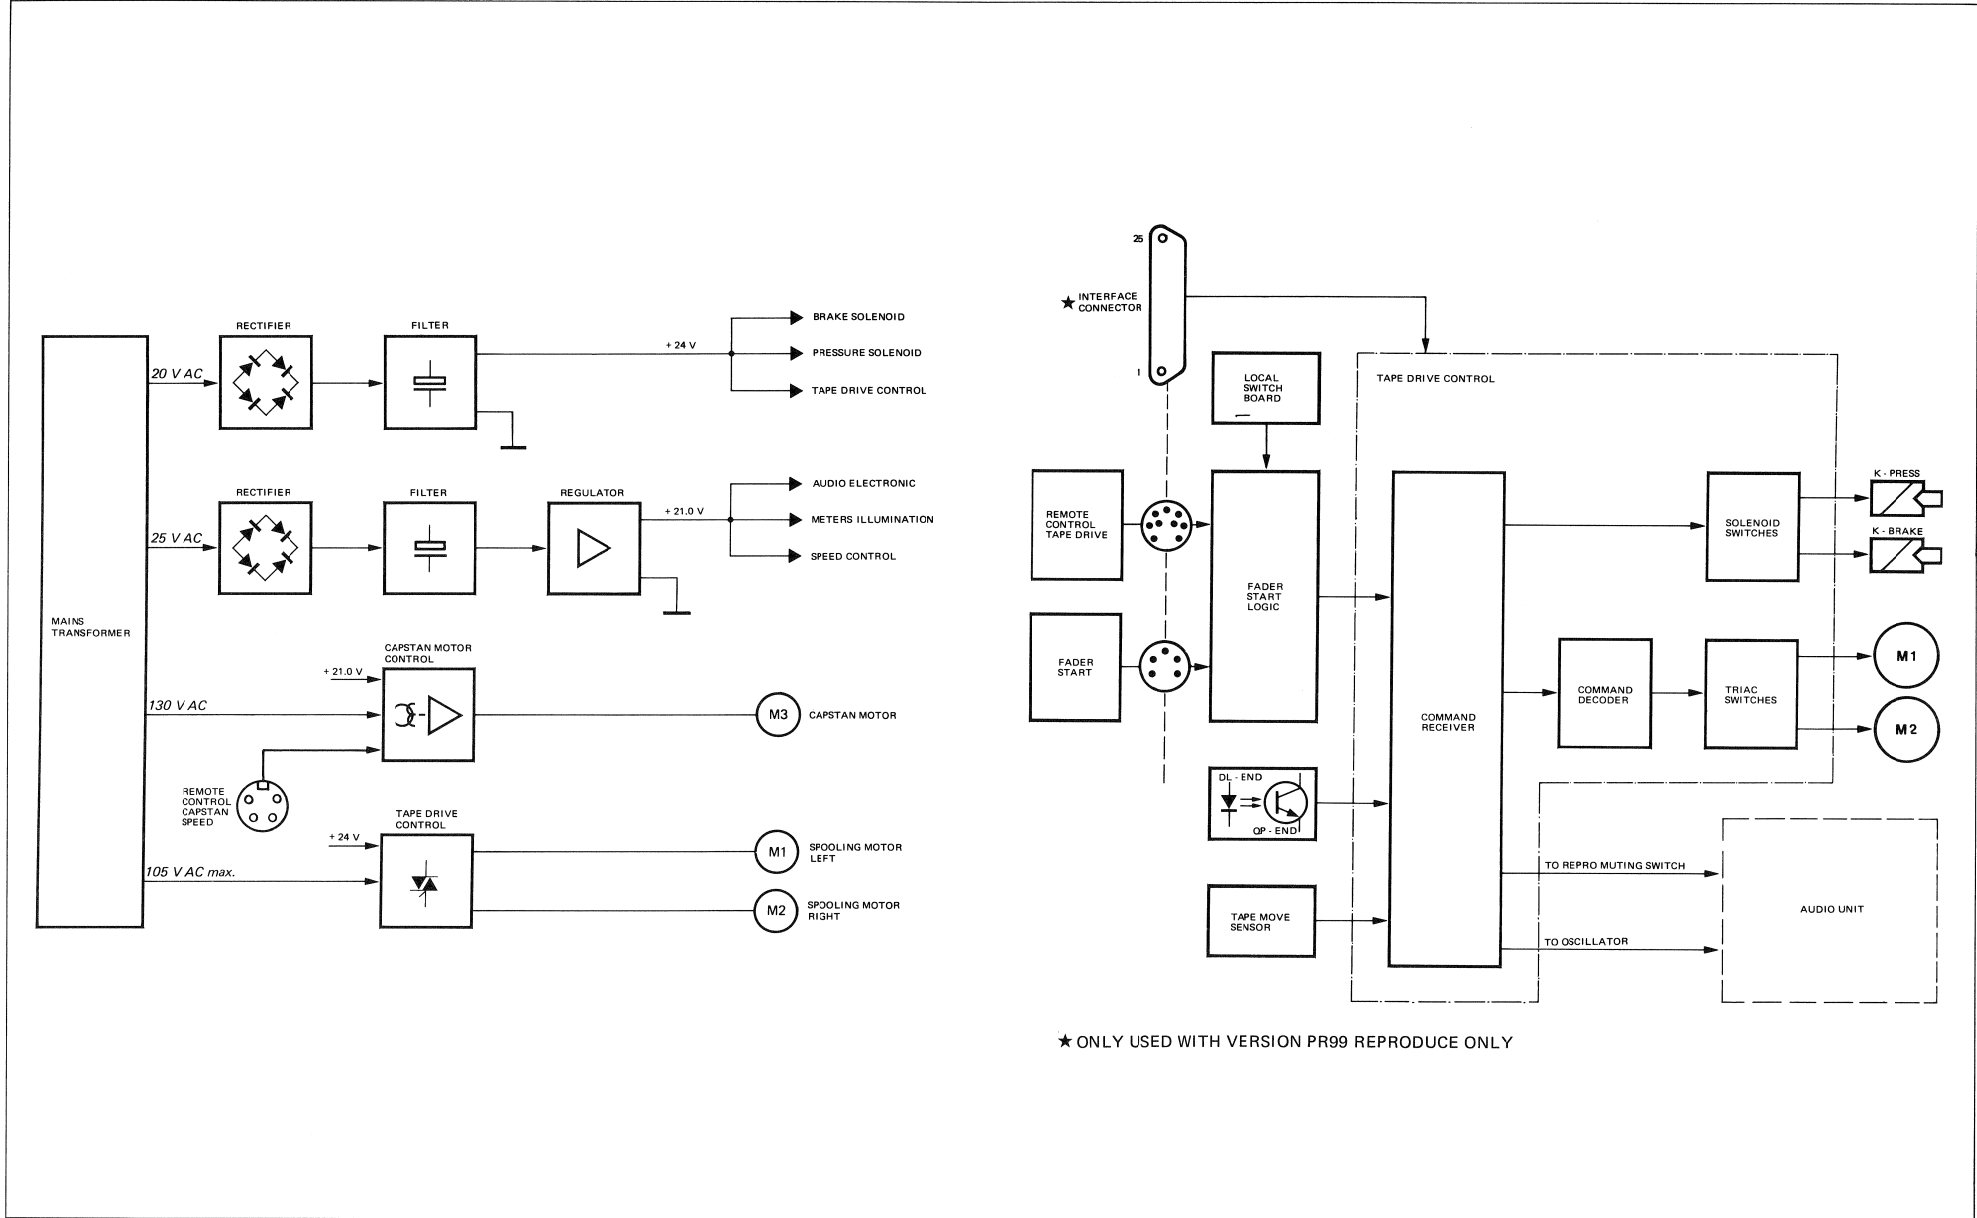 MAINS
TRANSFORMER
20 V AC
RECTIFIER
FILTER
+ 24 V
BRAKE SOLENOID
PRESSURE SOLENOID
TAPE DRIVE CONTROL
25 V AC
RECTIFIER
FILTER
REGULATOR
+ 21.0 V
AUDIO ELECTRONIC
METERS ILLUMINATION
SPEED CONTROL
130 V AC
CAPSTAN MOTOR
CONTROL
+ 21.0 V
M3
CAPSTAN MOTOR
REMOTE
CONTROL
CAPSTAN
SPEED
105 V AC max.
TAPE DRIVE
CONTROL
+ 24 V
M1
SPOOLING MOTOR
LEFT
M2
SPOOLING MOTOR
RIGHT
25
★ INTERFACE
CONNECTOR
1
LOCAL
SWITCH
BOARD
REMOTE
CONTROL
TAPE DRIVE
FADER
START
FADER
START
LOGIC
DL - END
QP - END
TAPE MOVE
SENSOR
TAPE DRIVE CONTROL
COMMAND
RECEIVER
SOLENOID
SWITCHES
K - PRESS
K - BRAKE
COMMAND
DECODER
TRIAC
SWITCHES
M1
M2
TO REPRO MUTING SWITCH
TO OSCILLATOR
AUDIO UNIT
★ ONLY USED WITH VERSION PR99 REPRODUCE ONLY